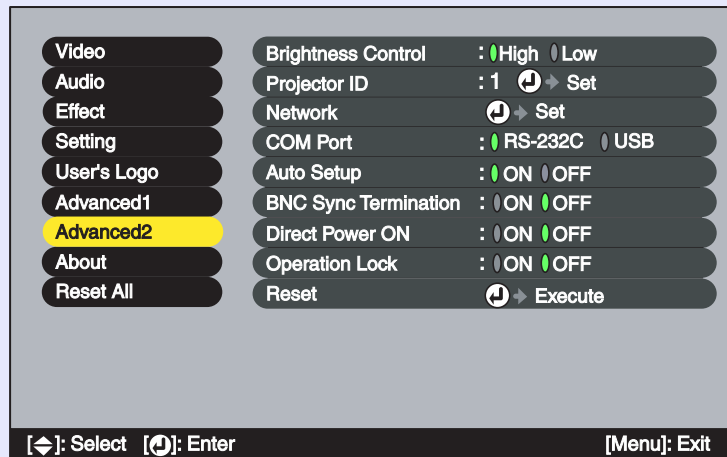 Video
Audio
Effect
Setting
User's Logo
Advanced1
Advanced2
About
Reset All
Brightness Control : High Low
Projector ID : 1 Set
Network Set
COM Port : RS-232C USB
Auto Setup : ON OFF
BNC Sync Termination : ON OFF
Direct Power ON : ON OFF
Operation Lock : ON OFF
Reset Execute
[ ]: Select [ ]: Enter [Menu]: Exit